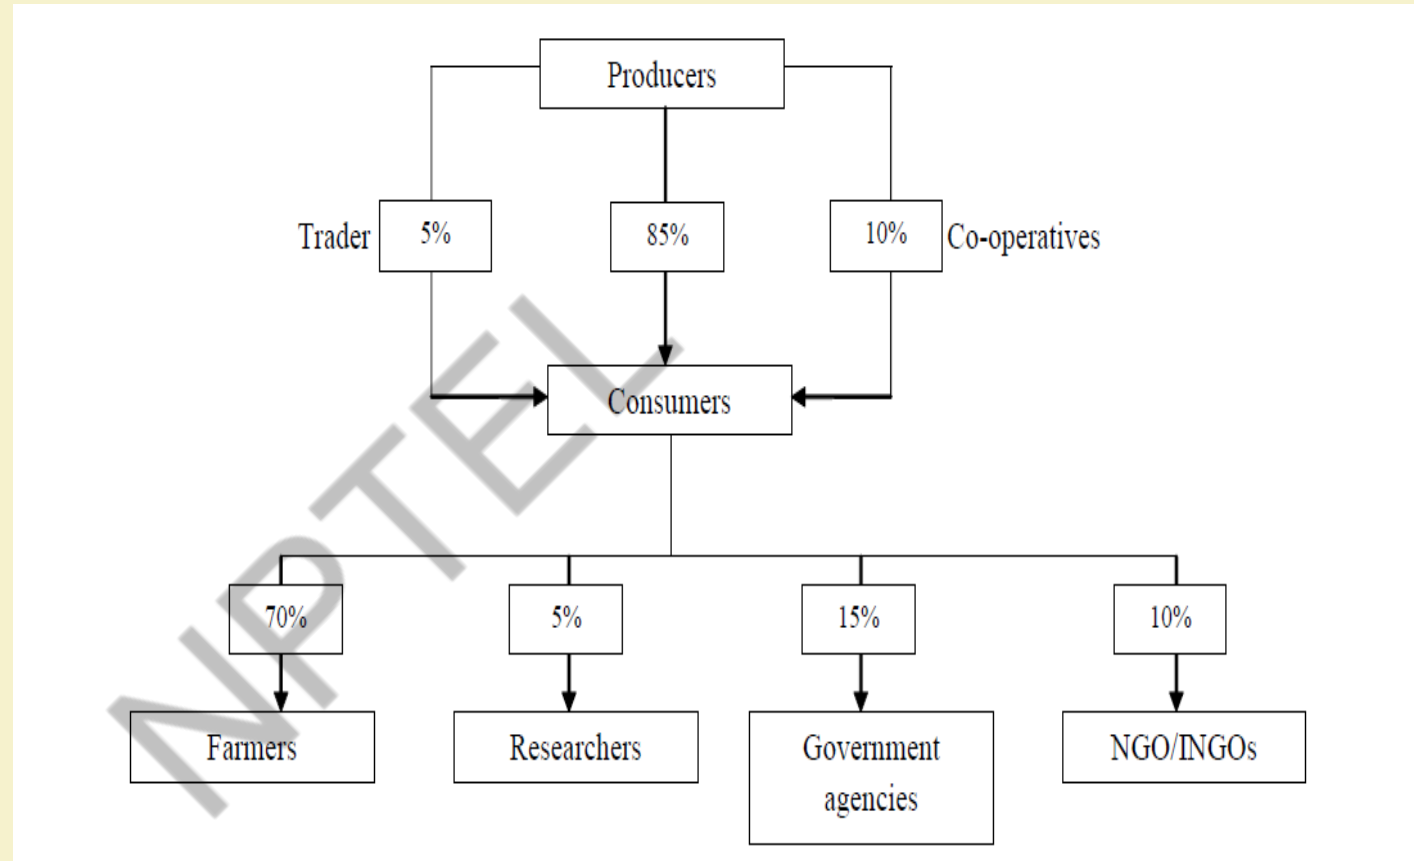 Producers
Trader 5% 85% 10% Co-operatives
Consumers
70% 5% 15% 10%
Farmers Researchers Government agencies NGO/INGOs
NPTEL